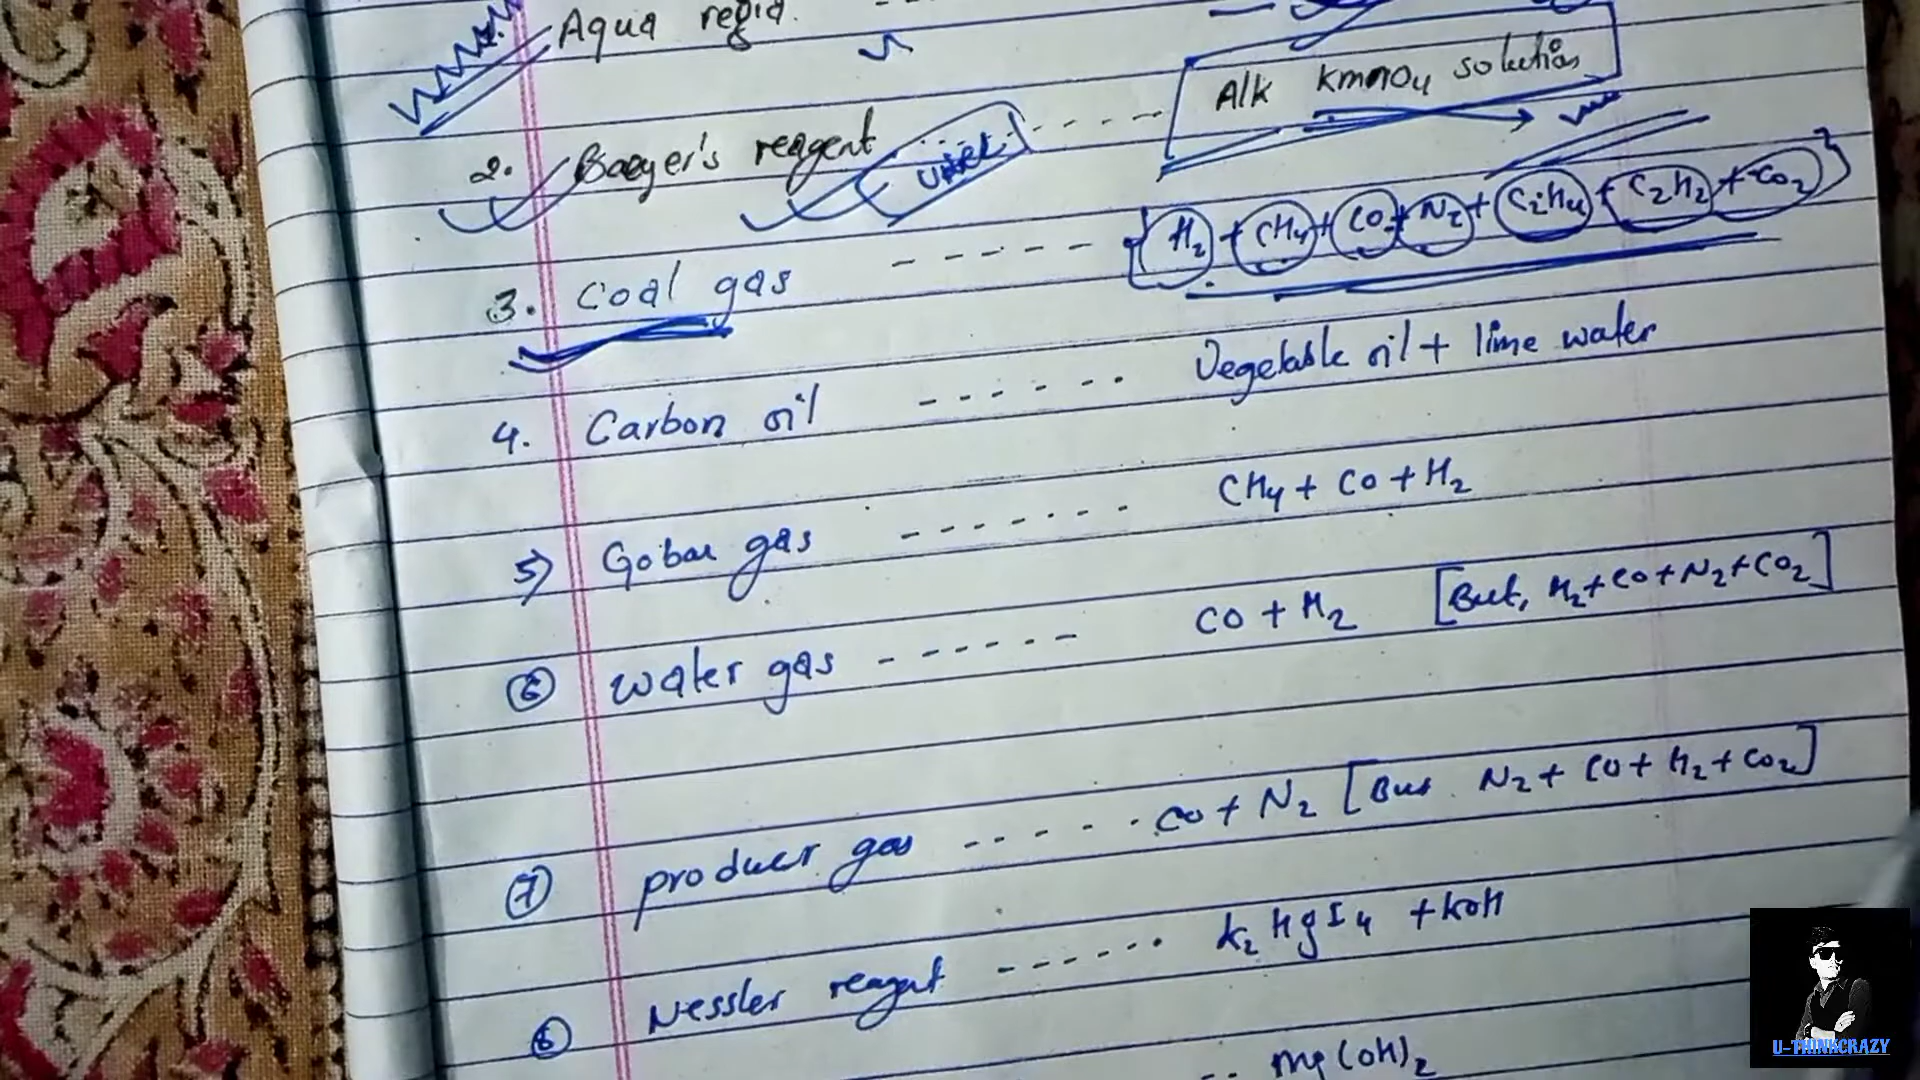 1. Aqua regia
Alk KMnO4 solution
2. Baeyer's reagent
3. Coal gas ------ { H2 + CH4 + CO + N2 + C2H4 + C2H2 + CO2 }
4. Carbon oil ------ Vegetable oil + lime water
5) Gobar gas ------ CH4 + CO + H2
6 Water gas ------ CO + H2 [But, H2 + CO + N2 + CO2]
7 producer gas ------ CO + N2 [But N2 + CO + H2 + CO2]
Nessler reagent ------ K2HgI4 + KOH
Mg(OH)2
U-THINKCRAZY